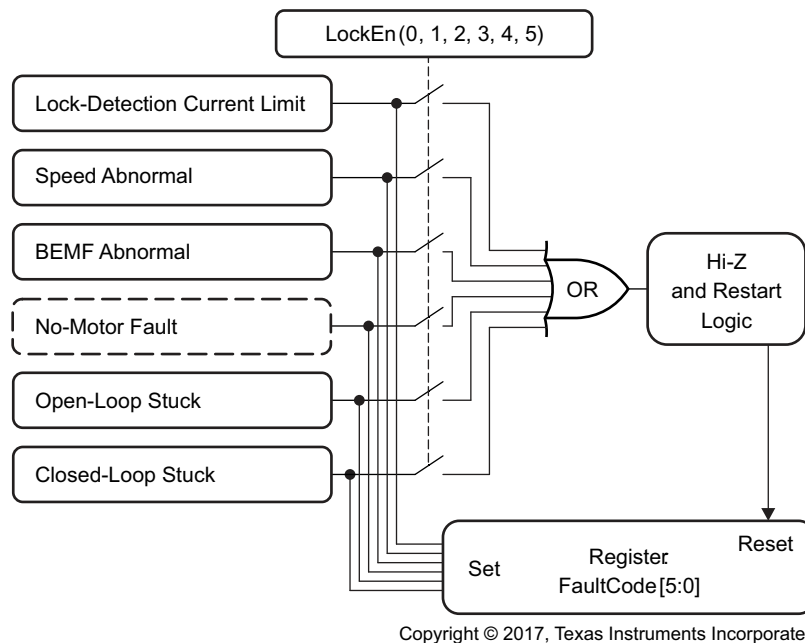 LockEn(0, 1, 2, 3, 4, 5)
Lock-Detection Current Limit
Speed Abnormal
BEMF Abnormal
No-Motor Fault
Open-Loop Stuck
Closed-Loop Stuck
OR
Hi-Z
and Restart
Logic
Reset
Set
Register:
FaultCode[5:0]
Copyright © 2017, Texas Instruments Incorporate